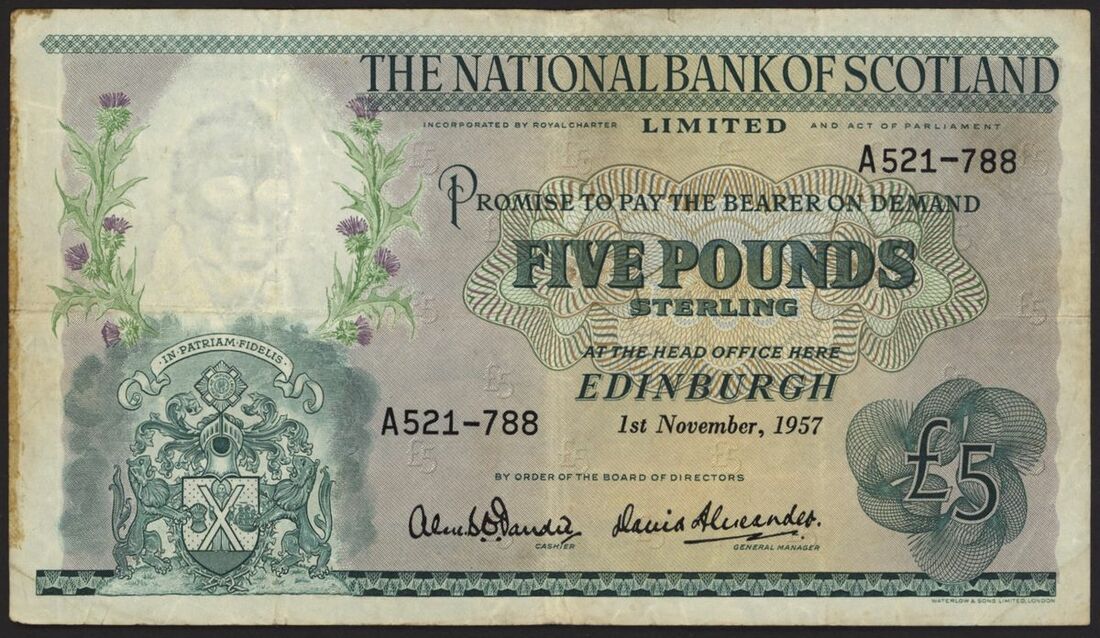 THE NATIONAL BANK OF SCOTLAND
INCORPORATED BY ROYAL CHARTER LIMITED AND ACT OF PARLIAMENT
A521-788
PROMISE TO PAY THE BEARER ON DEMAND
FIVE POUNDS
STERLING
AT THE HEAD OFFICE HERE
EDINBURGH
IN·PATRIAM·FIDELIS
A521-788
1st November, 1957
£5
BY ORDER OF THE BOARD OF DIRECTORS
David Alexander.
CASHIER
GENERAL MANAGER
WATERLOW & SONS LIMITED, LONDON